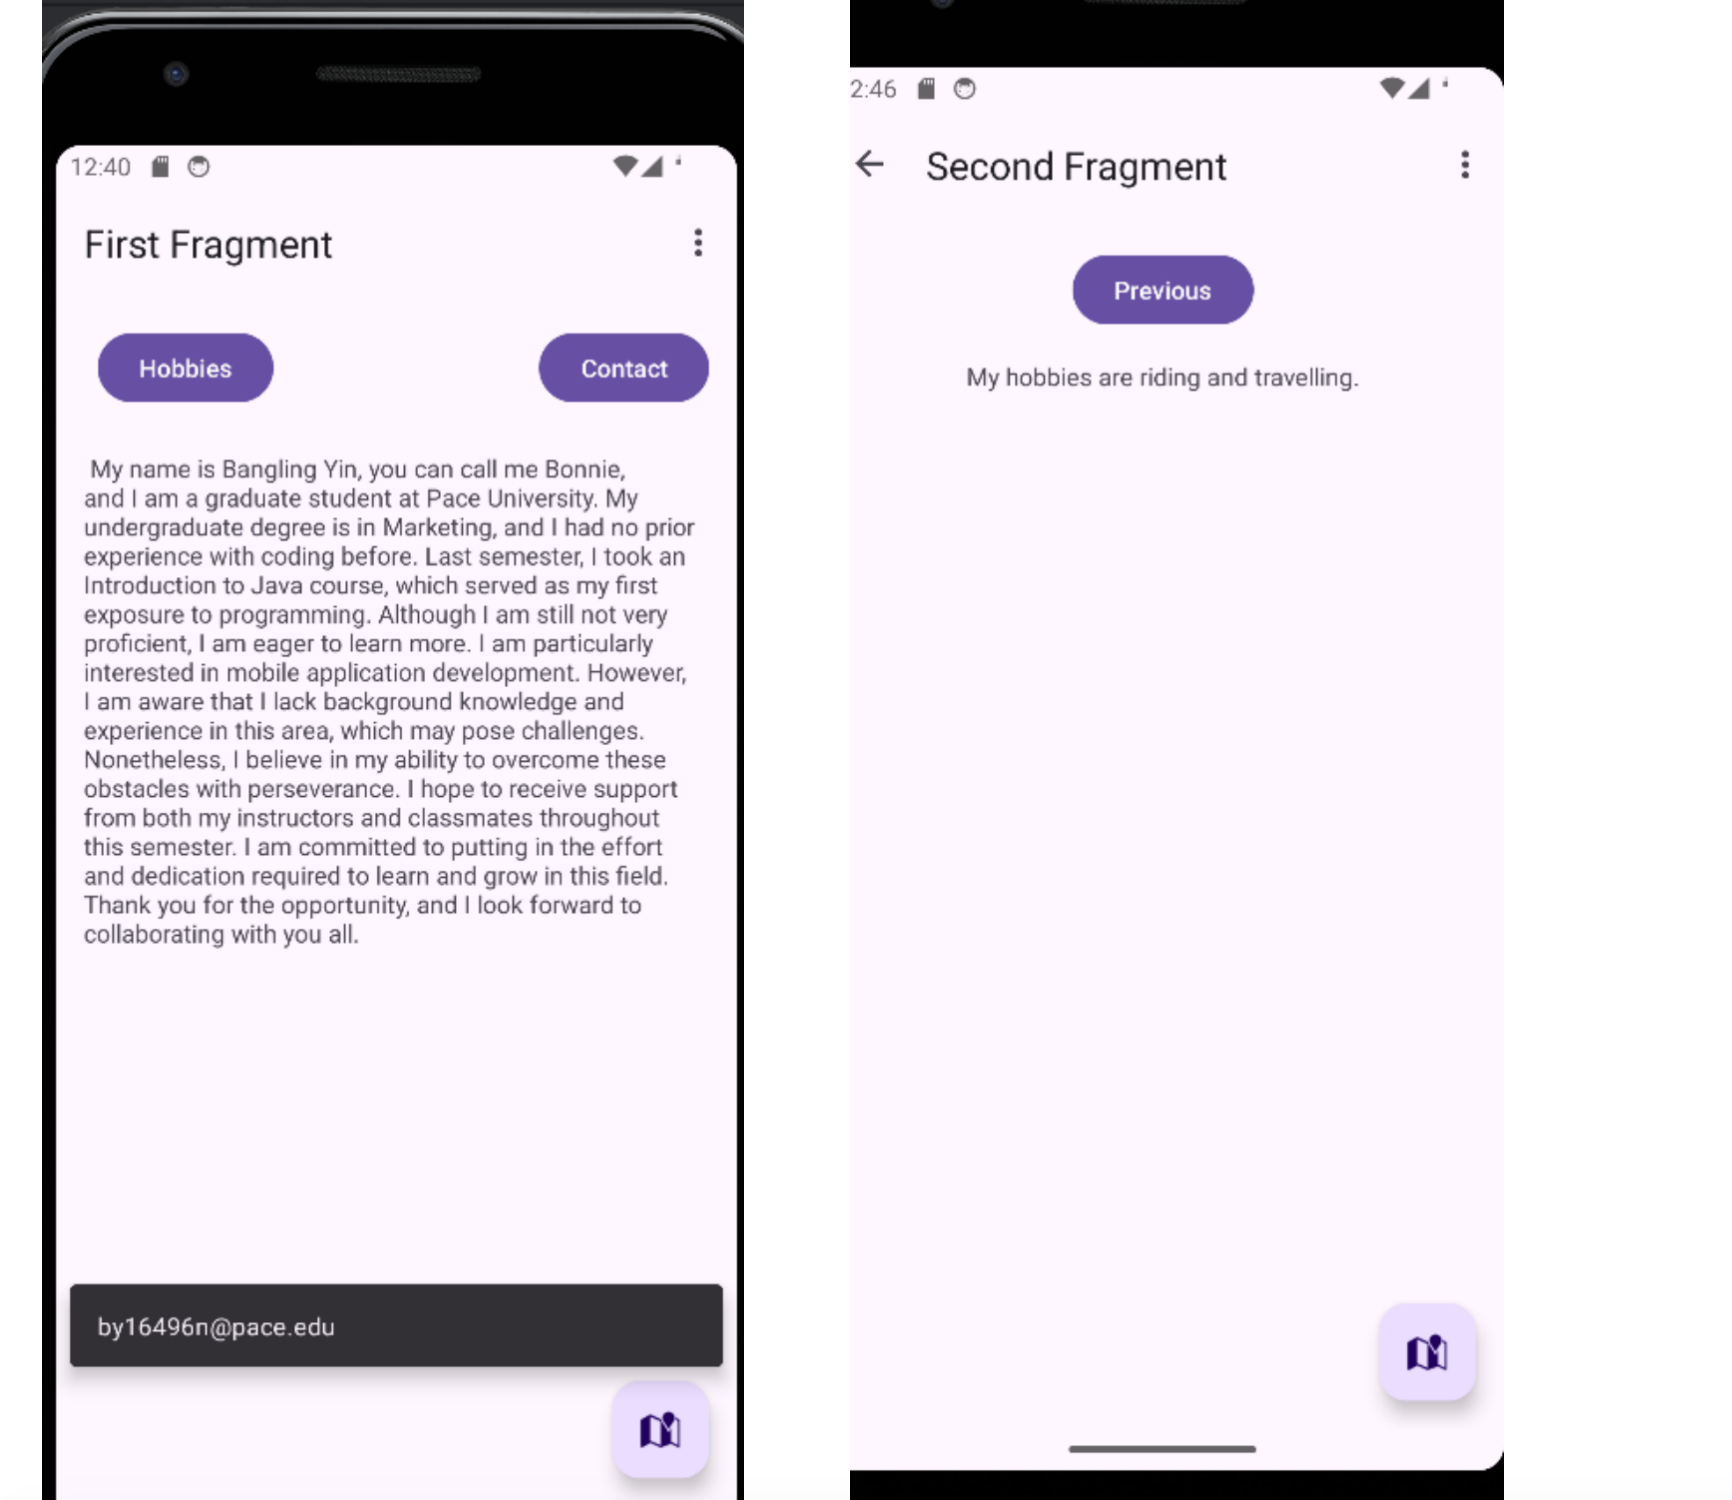 12:40
First Fragment
Hobbies
Contact
My name is Bangling Yin, you can call me Bonnie,
and I am a graduate student at Pace University. My
undergraduate degree is in Marketing, and I had no prior
experience with coding before. Last semester, I took an
Introduction to Java course, which served as my first
exposure to programming. Although I am still not very
proficient, I am eager to learn more. I am particularly
interested in mobile application development. However,
I am aware that I lack background knowledge and
experience in this area, which may pose challenges.
Nonetheless, I believe in my ability to overcome these
obstacles with perseverance. I hope to receive support
from both my instructors and classmates throughout
this semester. I am committed to putting in the effort
and dedication required to learn and grow in this field.
Thank you for the opportunity, and I look forward to
collaborating with you all.
by16496n@pace.edu
2:46
Second Fragment
Previous
My hobbies are riding and travelling.